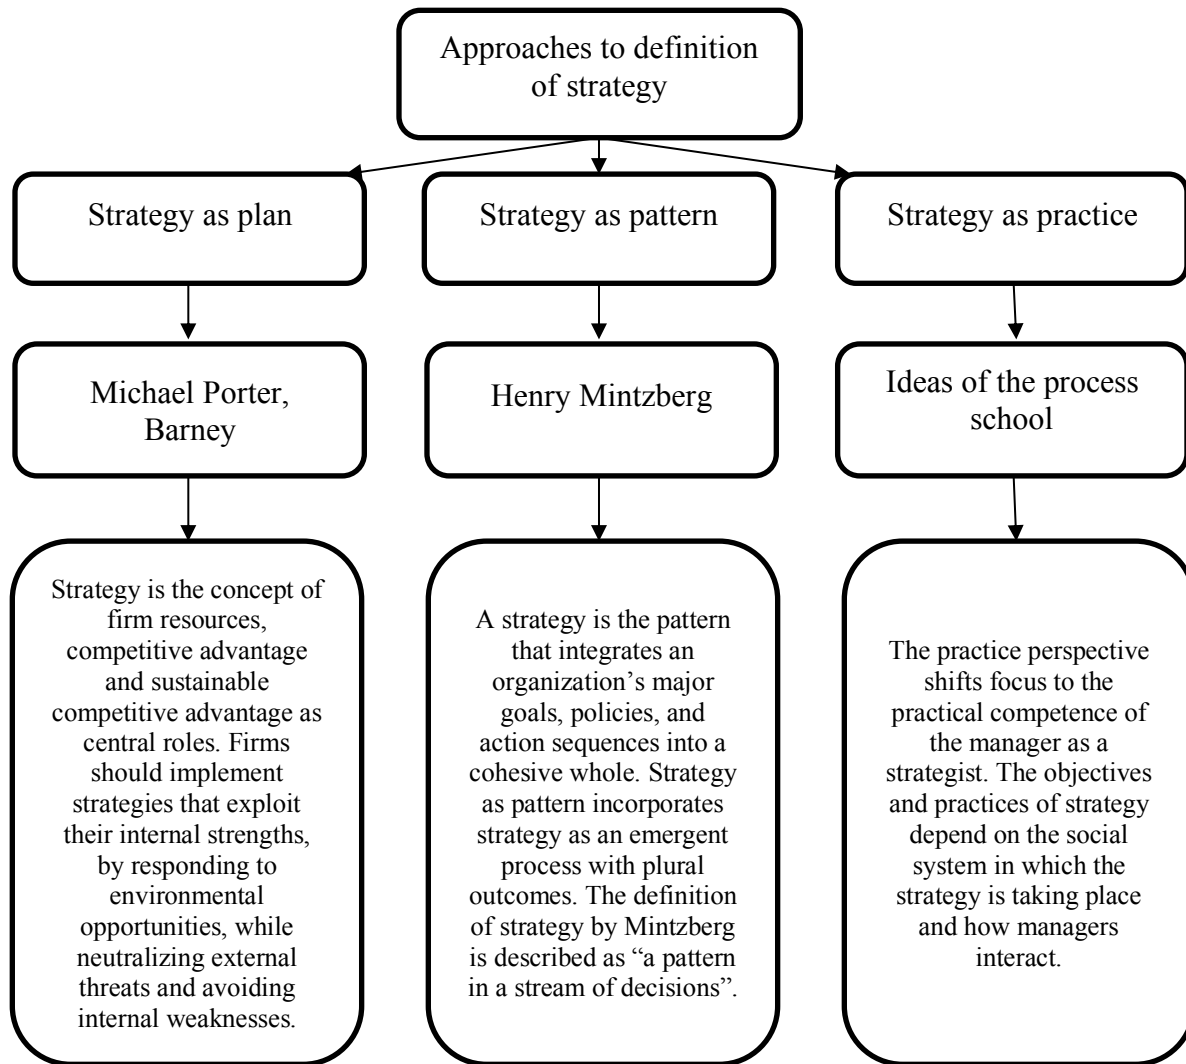 Approaches to definition
of strategy
Strategy as plan
Strategy as pattern
Strategy as practice
Michael Porter,
Barney
Henry Mintzberg
Ideas of the process
school
Strategy is the concept of
firm resources,
competitive advantage
and sustainable
competitive advantage as
central roles. Firms
should implement
strategies that exploit
their internal strengths,
by responding to
environmental
opportunities, while
neutralizing external
threats and avoiding
internal weaknesses.
A strategy is the pattern
that integrates an
organization’s major
goals, policies, and
action sequences into a
cohesive whole. Strategy
as pattern incorporates
strategy as an emergent
process with plural
outcomes. The definition
of strategy by Mintzberg
is described as “a pattern
in a stream of decisions”.
The practice perspective
shifts focus to the
practical competence of
the manager as a
strategist. The objectives
and practices of strategy
depend on the social
system in which the
strategy is taking place
and how managers
interact.